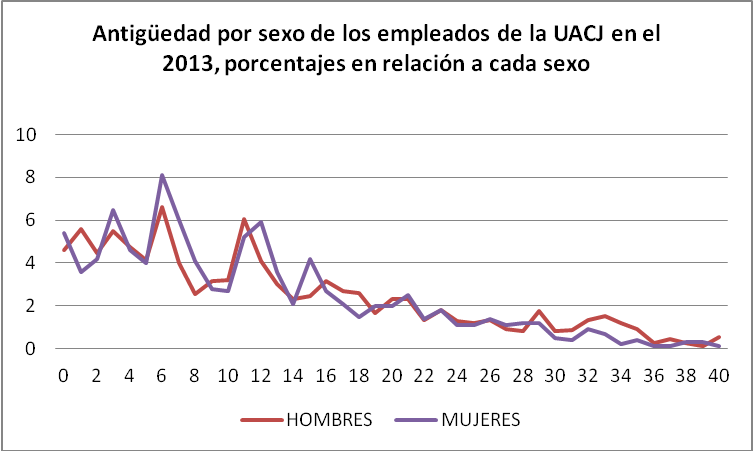 Antigüedad por sexo de los empleados de la UACJ en el
2013, porcentajes en relación a cada sexo
10
8
6
4
2
0
0 2 4 6 8 10 12 14 16 18 20 22 24 26 28 30 32 34 36 38 40
HOMBRES MUJERES